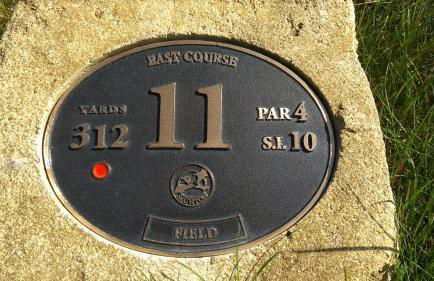 EAST COURSE
YARDS
312
11
PAR 4
S.I. 10
FIELD